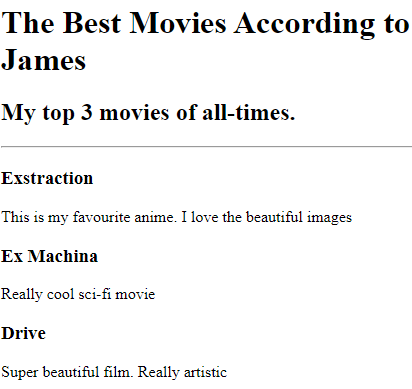 The Best Movies According to
James
My top 3 movies of all-times.
Exstraction
This is my favourite anime. I love the beautiful images
Ex Machina
Really cool sci-fi movie
Drive
Super beautiful film. Really artistic